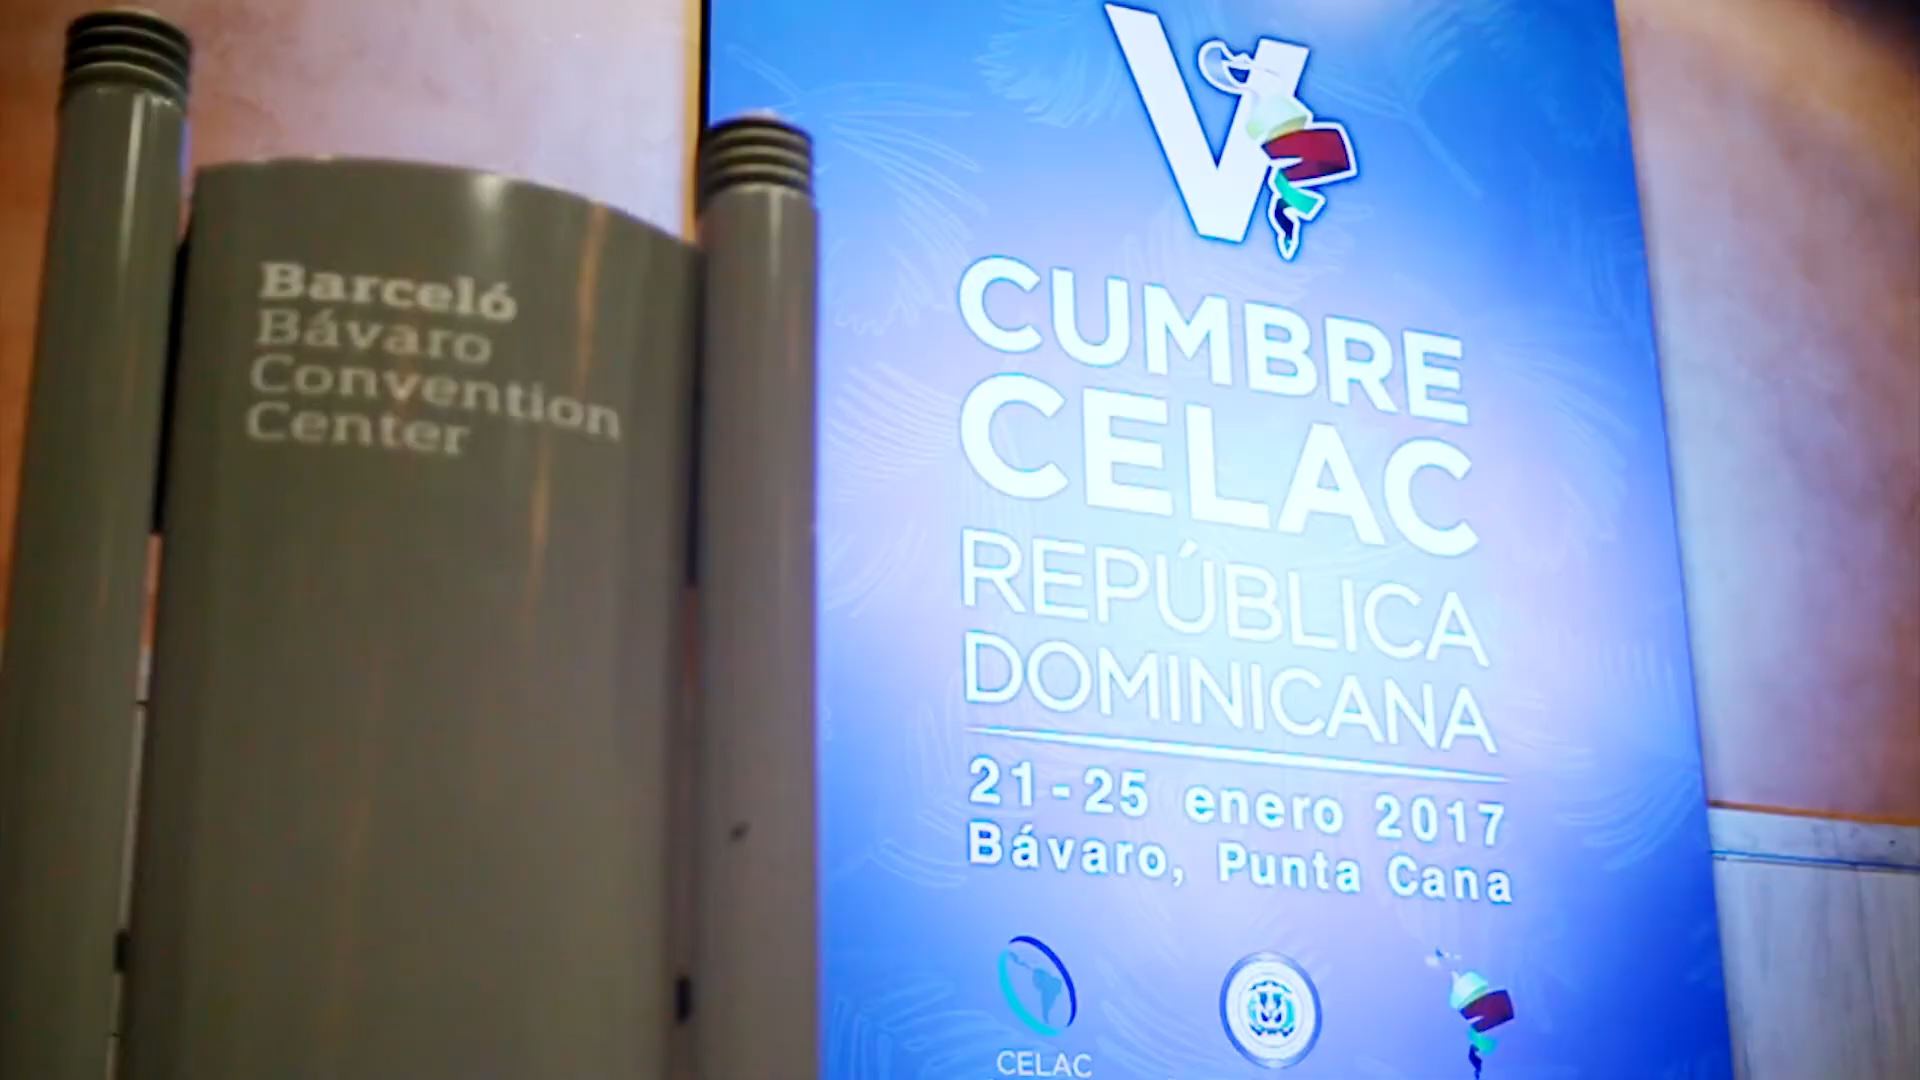 Barceló
Bávaro
Convention
Center
V
CUMBRE
CELAC
REPÚBLICA
DOMINICANA
21-25 enero 2017
Bávaro, Punta Cana
CELAC